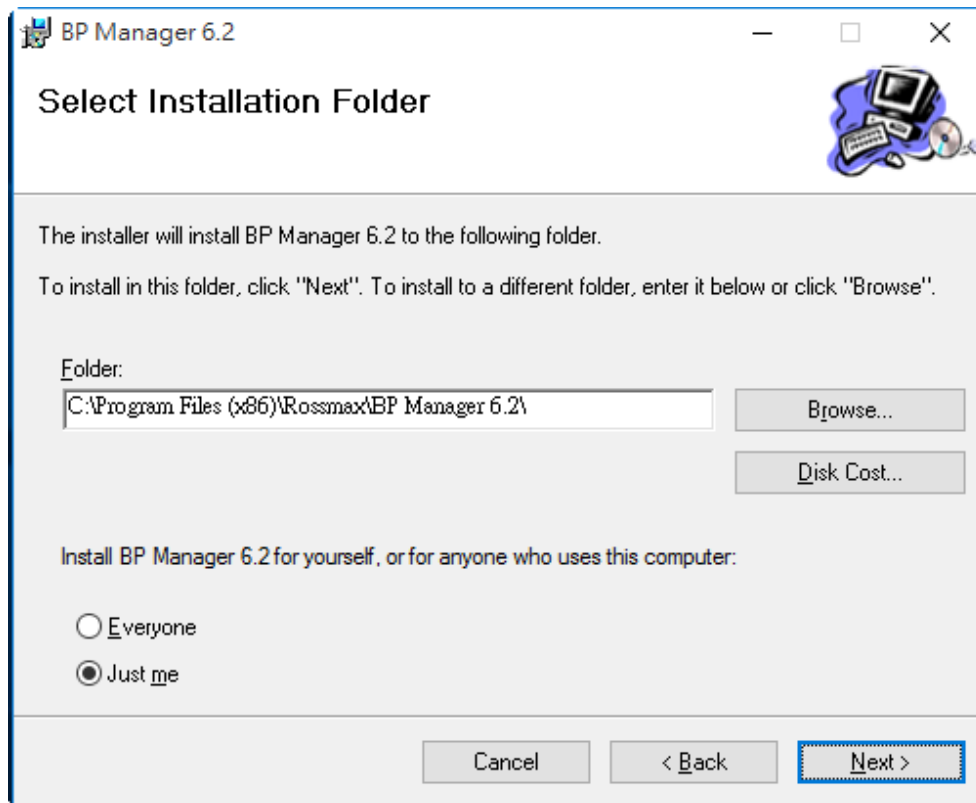 BP Manager 6.2
Select Installation Folder
The installer will install BP Manager 6.2 to the following folder.
To install in this folder, click "Next". To install to a different folder, enter it below or click "Browse".
Folder:
C:\Program Files (x86)\Rossmax\BP Manager 6.2\
Browse...
Disk Cost...
Install BP Manager 6.2 for yourself, or for anyone who uses this computer:
Everyone
Just me
Cancel
< Back
Next >